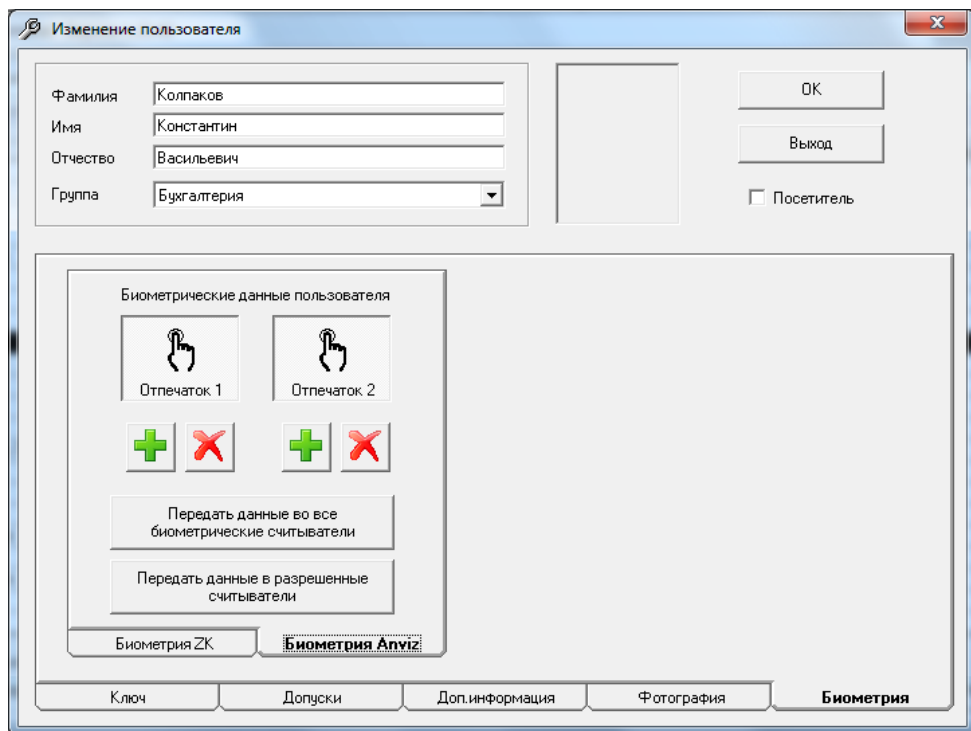 Изменение пользователя
Фамилия Колпаков
Имя Константин
Отчество Васильевич
Группа Бухгалтерия
OK
Выход
Посетитель
Биометрические данные пользователя
Отпечаток 1 Отпечаток 2
Передать данные во все
биометрические считыватели
Передать данные в разрешенные
считыватели
Биометрия ZK Биометрия Anviz
Ключ Допуски Доп.информация Фотография Биометрия